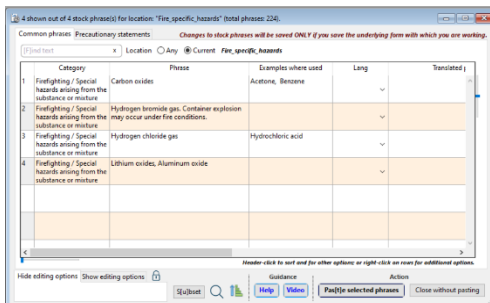 4 shown out of 4 stock phrase(s) for location: "Fire_specific_hazards" (total phrases: 224).
Common phrases Precautionary statements Changes to stock phrases will be saved ONLY if you save the underlying form with which you are working.
[F]ind text x Location Any Current Fire_specific_hazards
Category Phrase Examples where used Lang Translated p
1 Firefighting / Special Carbon oxides Acetone, Benzene
hazards arising from the
substance or mixture
2 Firefighting / Special Hydrogen bromide gas. Container explosion
hazards arising from the may occur under fire conditions.
substance or mixture
3 Firefighting / Special Hydrogen chloride gas Hydrochloric acid
hazards arising from the
substance or mixture
4 Firefighting / Special Lithium oxides, Aluminum oxide
hazards arising from the
substance or mixture
Header-click to sort and for other options or right-click on rows for additional options.
Hide editing options Show editing options Guidance Action
S[u]bset Help Video Pas[t]e selected phrases Close without pasting